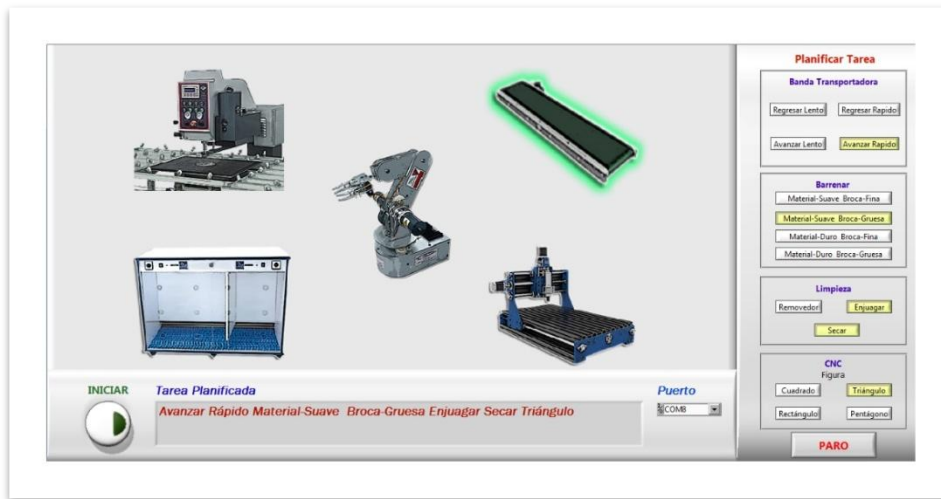 Planificar Tarea
Banda Transportadora
Regresar Lento Regresar Rapido
Avanzar Lento Avanzar Rapido
Barrenar
Material-Suave Broca-Fina
Material-Suave Broca-Gruesa
Material-Duro Broca-Fina
Material-Duro Broca-Gruesa
Limpieza
Removedor Enjuagar
Secar
CNC
Figura
Cuadrado Triángulo
Rectángulo Pentágono
PARO
INICIAR
Tarea Planificada
Avanzar Rápido Material-Suave Broca-Gruesa Enjuagar Secar Triángulo
Puerto
COM8